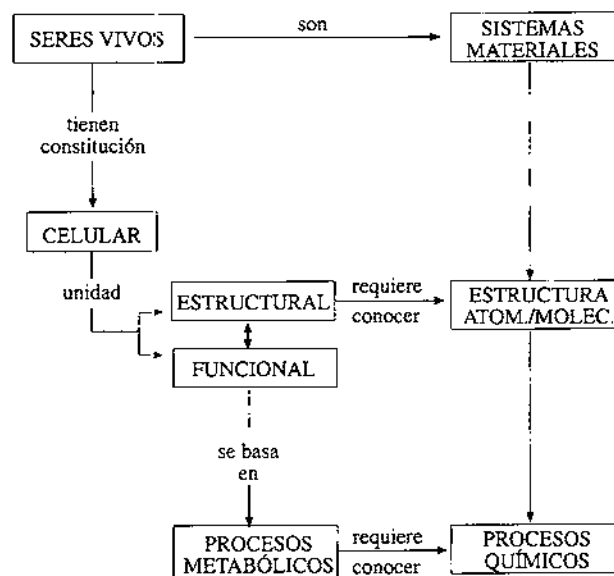 SERES VIVOS
son
SISTEMAS
MATERIALES
tienen
constitución
CELULAR
unidad
ESTRUCTURAL
requiere
conocer
ESTRUCTURA
ATOM./MOLEC.
FUNCIONAL
se basa
en
PROCESOS
METABÓLICOS
requiere
conocer
PROCESOS
QUÍMICOS